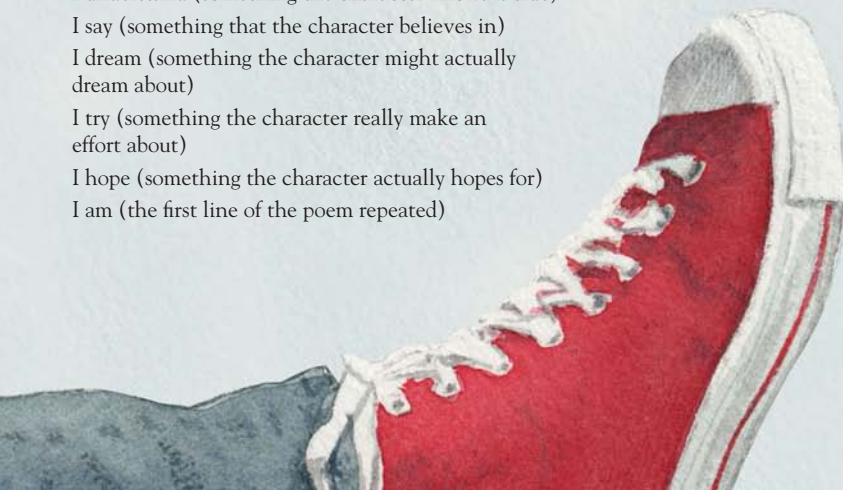 I say (something that the character believes in)
I dream (something the character might actually
dream about)
I try (something the character really make an
effort about)
I hope (something the character actually hopes for)
I am (the first line of the poem repeated)